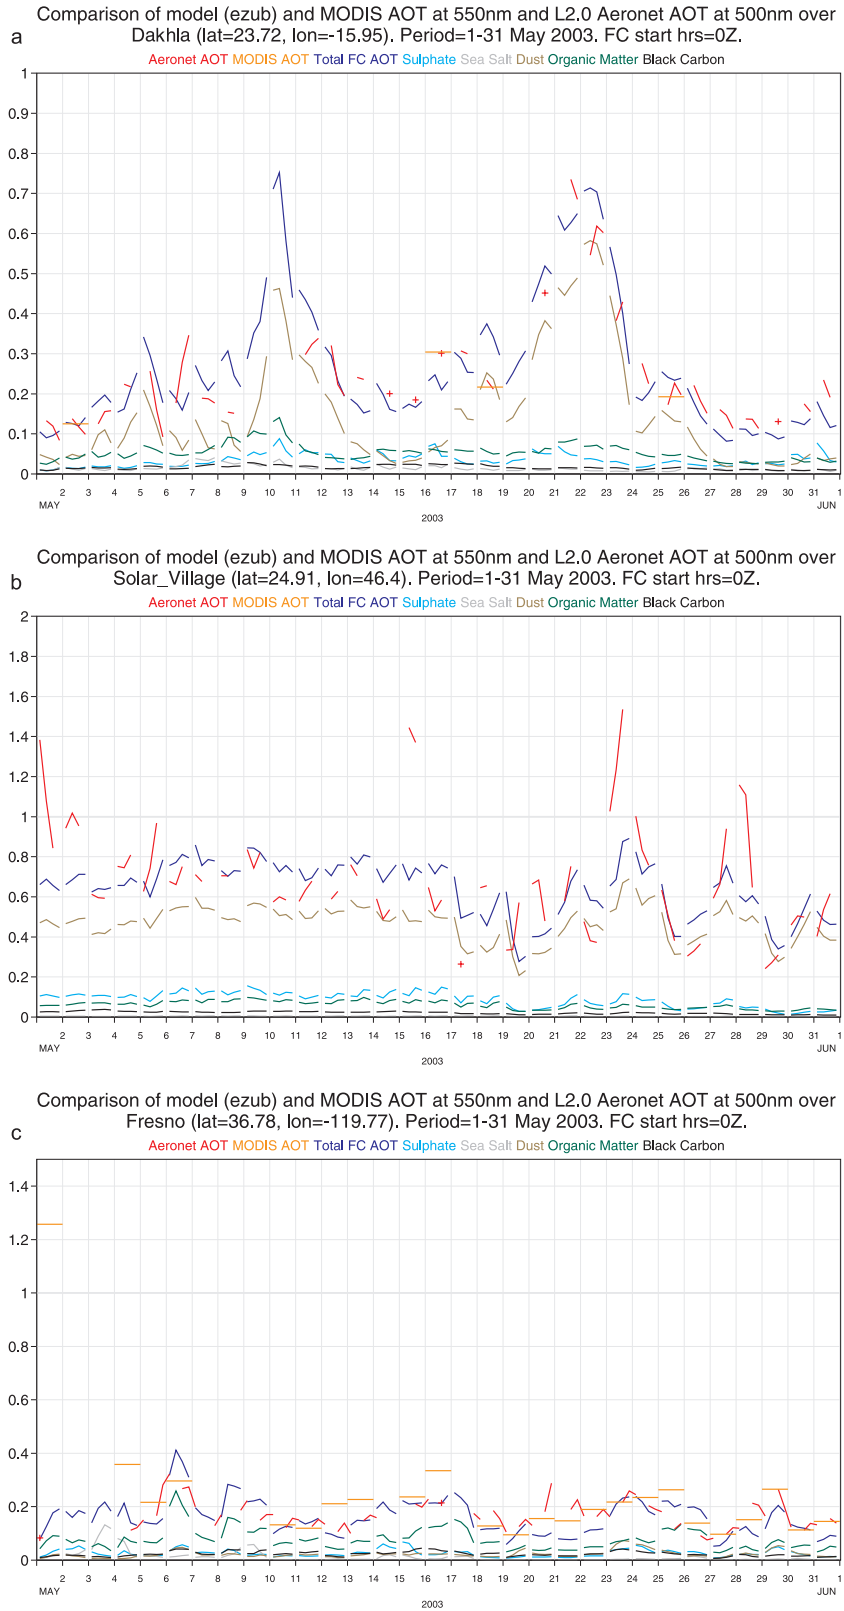 a
Comparison of model (ezub) and MODIS AOT at 550nm and L2.0 Aeronet AOT at 500nm over
Dakhla (lat=23.72, lon=-15.95). Period=1-31 May 2003. FC start hrs=0Z.
Aeronet AOT MODIS AOT Total FC AOT Sulphate Sea Salt Dust Organic Matter Black Carbon
1
0.9
0.8
0.7
0.6
0.5
0.4
0.3
0.2
0.1
0
2 3 4 5 6 7 8 9 10 11 12 13 14 15 16 17 18 19 20 21 22 23 24 25 26 27 28 29 30 31 1
MAY JUN
2003
b
Comparison of model (ezub) and MODIS AOT at 550nm and L2.0 Aeronet AOT at 500nm over
Solar_Village (lat=24.91, lon=46.4). Period=1-31 May 2003. FC start hrs=0Z.
Aeronet AOT MODIS AOT Total FC AOT Sulphate Sea Salt Dust Organic Matter Black Carbon
2
1.8
1.6
1.4
1.2
1
0.8
0.6
0.4
0.2
0
2 3 4 5 6 7 8 9 10 11 12 13 14 15 16 17 18 19 20 21 22 23 24 25 26 27 28 29 30 31 1
MAY JUN
2003
c
Comparison of model (ezub) and MODIS AOT at 550nm and L2.0 Aeronet AOT at 500nm over
Fresno (lat=36.78, lon=-119.77). Period=1-31 May 2003. FC start hrs=0Z.
Aeronet AOT MODIS AOT Total FC AOT Sulphate Sea Salt Dust Organic Matter Black Carbon
1.4
1.2
1
0.8
0.6
0.4
0.2
0
2 3 4 5 6 7 8 9 10 11 12 13 14 15 16 17 18 19 20 21 22 23 24 25 26 27 28 29 30 31 1
MAY JUN
2003